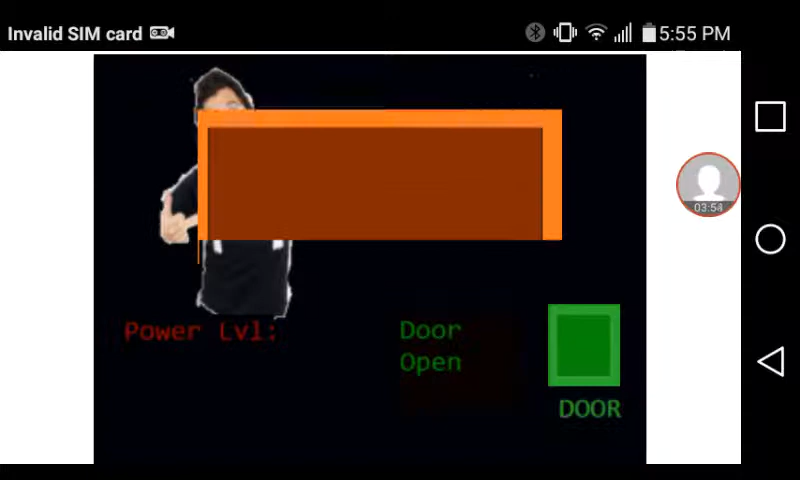 Invalid SIM card
5:55 PM
03:54
Power Lvl:
Door
Open
DOOR